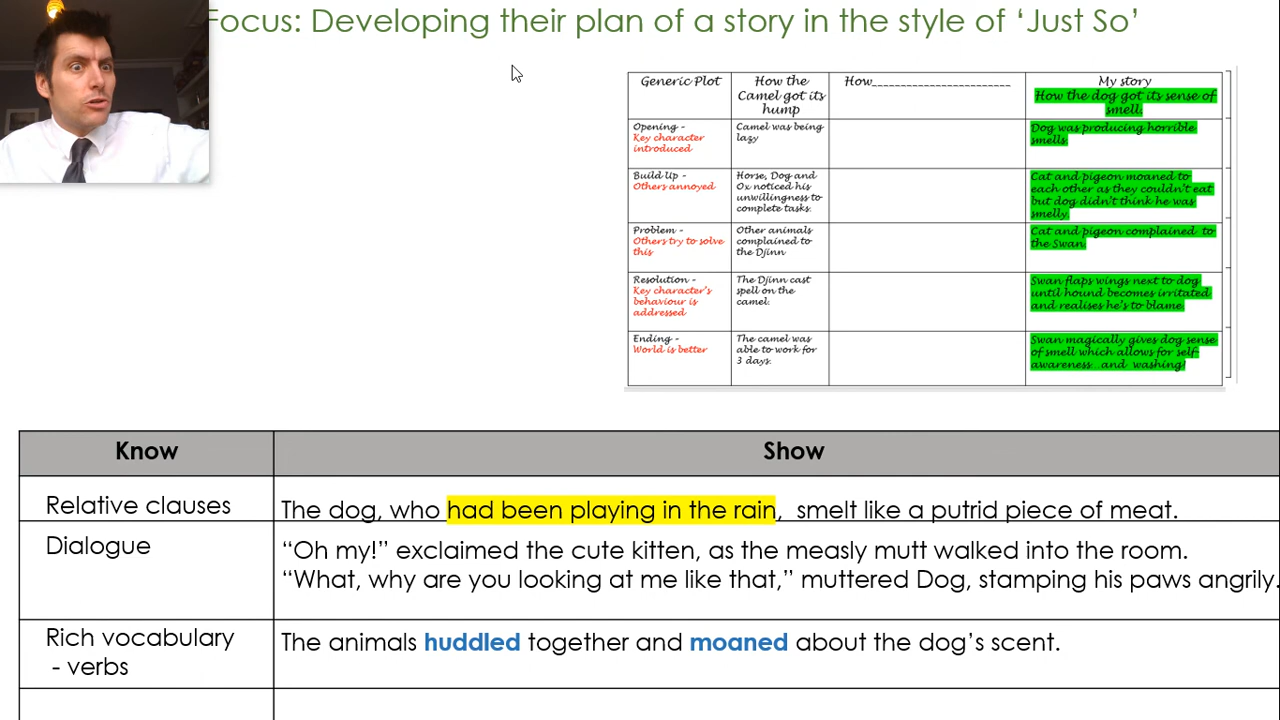 Focus: Developing their plan of a story in the style of ‘Just So’
Generic Plot
How the
Camel got its
hump
How________________________
My story
How the dog got its sense of
smell.
Opening –
Key character
introduced
Camel was being
lazy
Dog was producing horrible
smells.
Build Up –
Others annoyed
Horse, Dog and
Ox noticed his
unwillingness to
complete tasks.
Cat and pigeon moaned to
each other as they couldn't eat
but dog didn't think he was
smelly.
Problem –
Others try to solve
this
Other animals
complained to
the Djinn
Cat and pigeon complained to
the Swan.
Resolution –
Key character's
behaviour is
addressed
The Djinn cast
spell on the
camel.
Swan flaps wings next to dog
until hound becomes irritated
and realises he's to blame.
Ending –
World is better
The camel was
able to work for
3 days.
Swan magically gives dog sense
of smell which allows for self-
awareness...and washing!
Know
Show
Relative clauses
The dog, who had been playing in the rain, smelt like a putrid piece of meat.
Dialogue
“Oh my!” exclaimed the cute kitten, as the measly mutt walked into the room.
“What, why are you looking at me like that,” muttered Dog, stamping his paws angrily.
Rich vocabulary
- verbs
The animals huddled together and moaned about the dog’s scent.